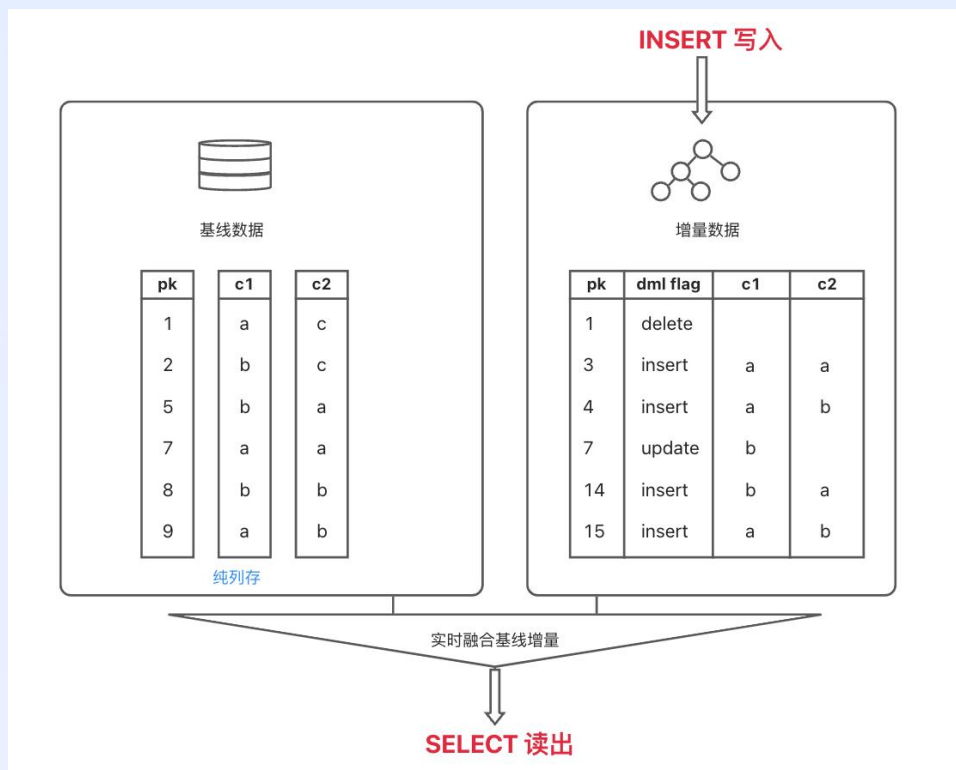 INSERT 写入
基线数据
pk c1 c2
1 a c
2 b c
5 b a
7 a a
8 b b
9 a b
纯列存
增量数据
pk dml flag c1 c2
1 delete
3 insert a a
4 insert a b
7 update b
14 insert b a
15 insert a b
实时融合基线增量
SELECT 读出